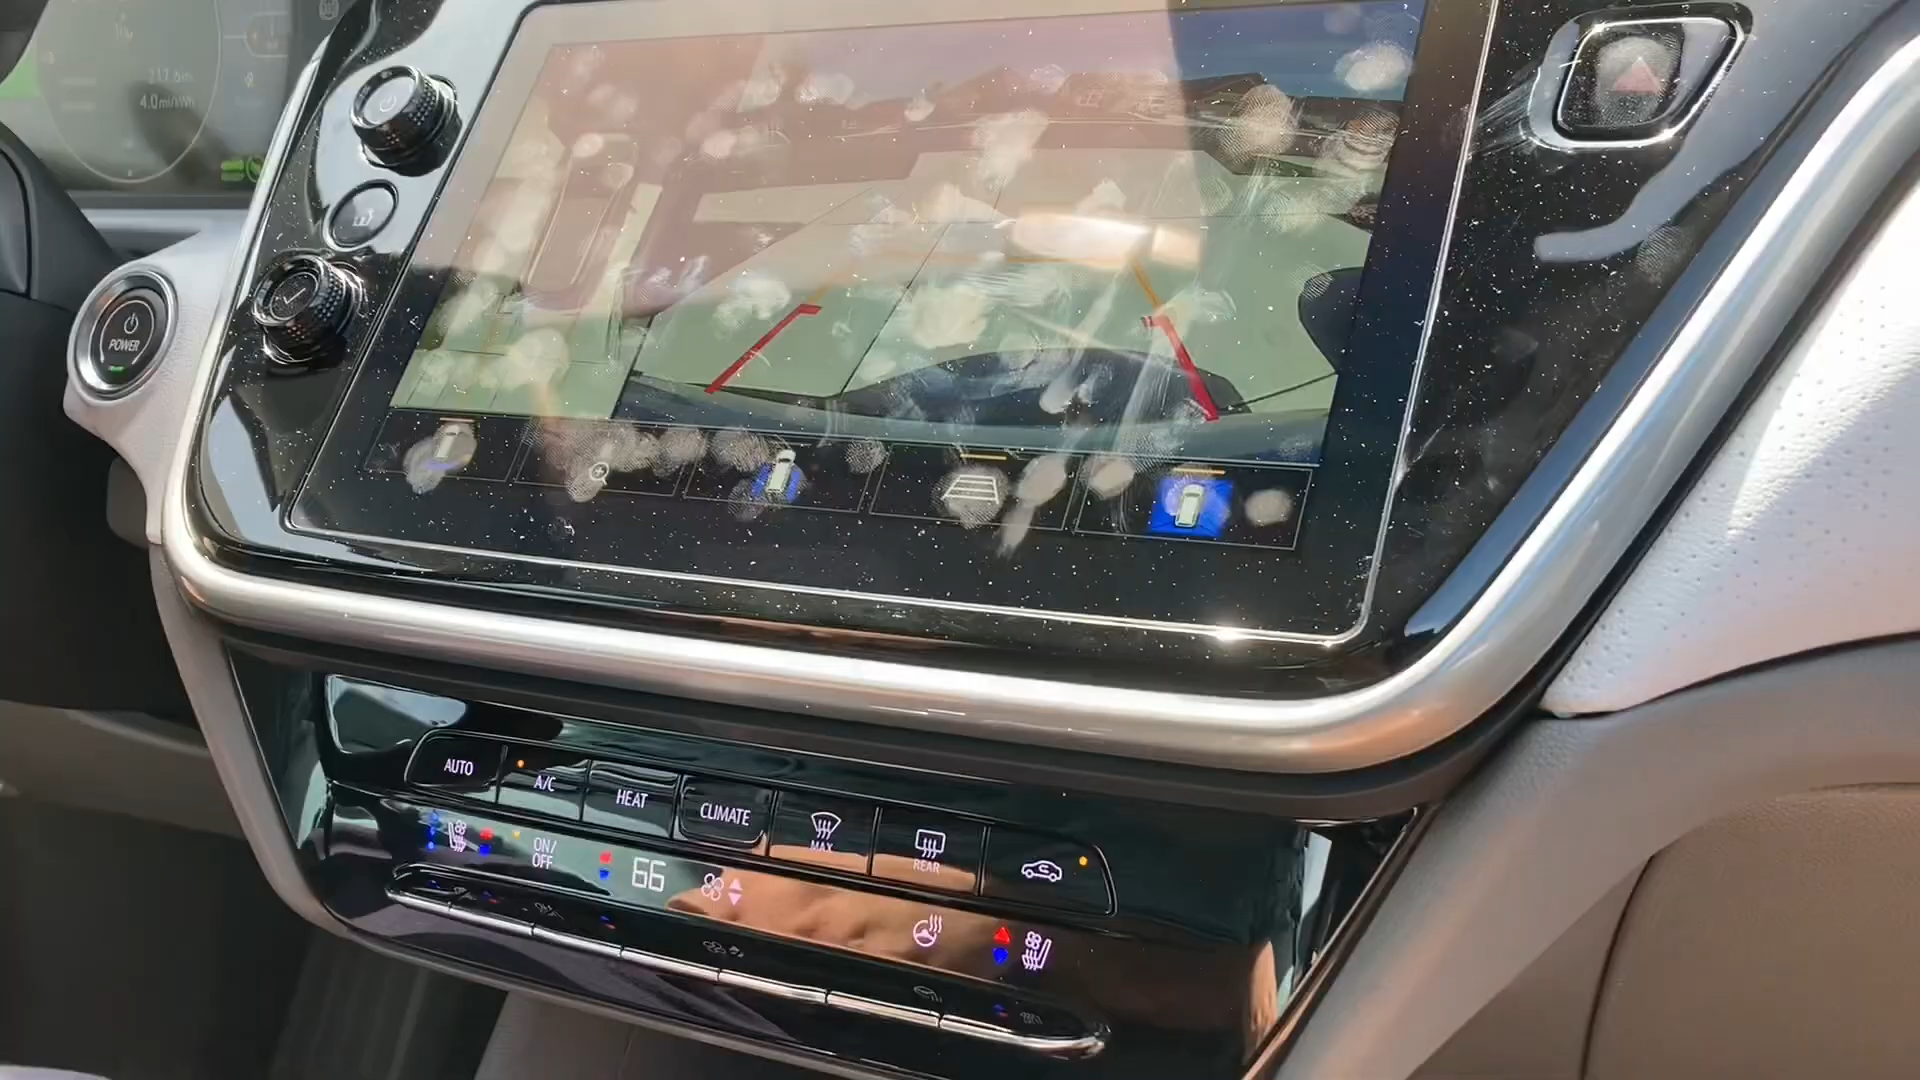 217.6mi
4.0mi/kWh
POWER
AUTO
A/C
HEAT
CLIMATE
MAX
REAR
ON/
OFF
66